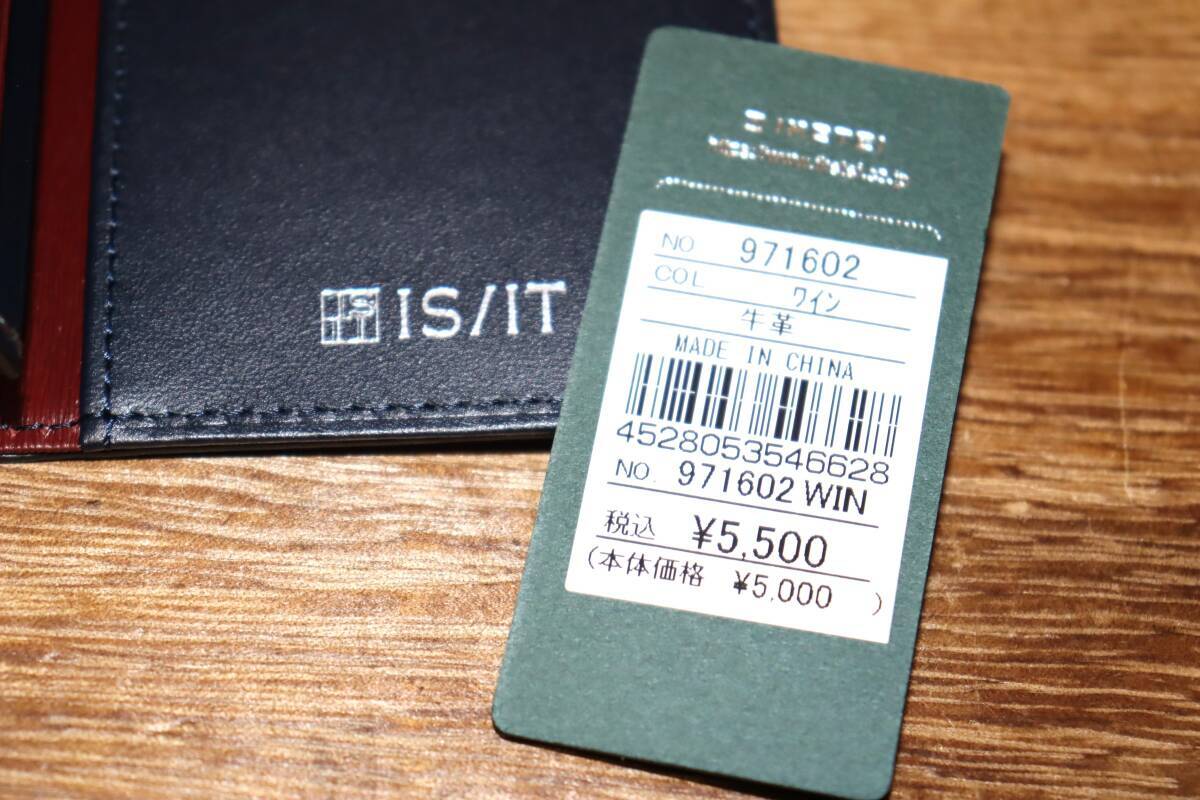 IS/IT
NO 971602
COL ワイン
牛革
MADE IN CHINA
4528053546628
NO. 971602 WIN
税込 ¥5,500
(本体価格 ¥5,000 )